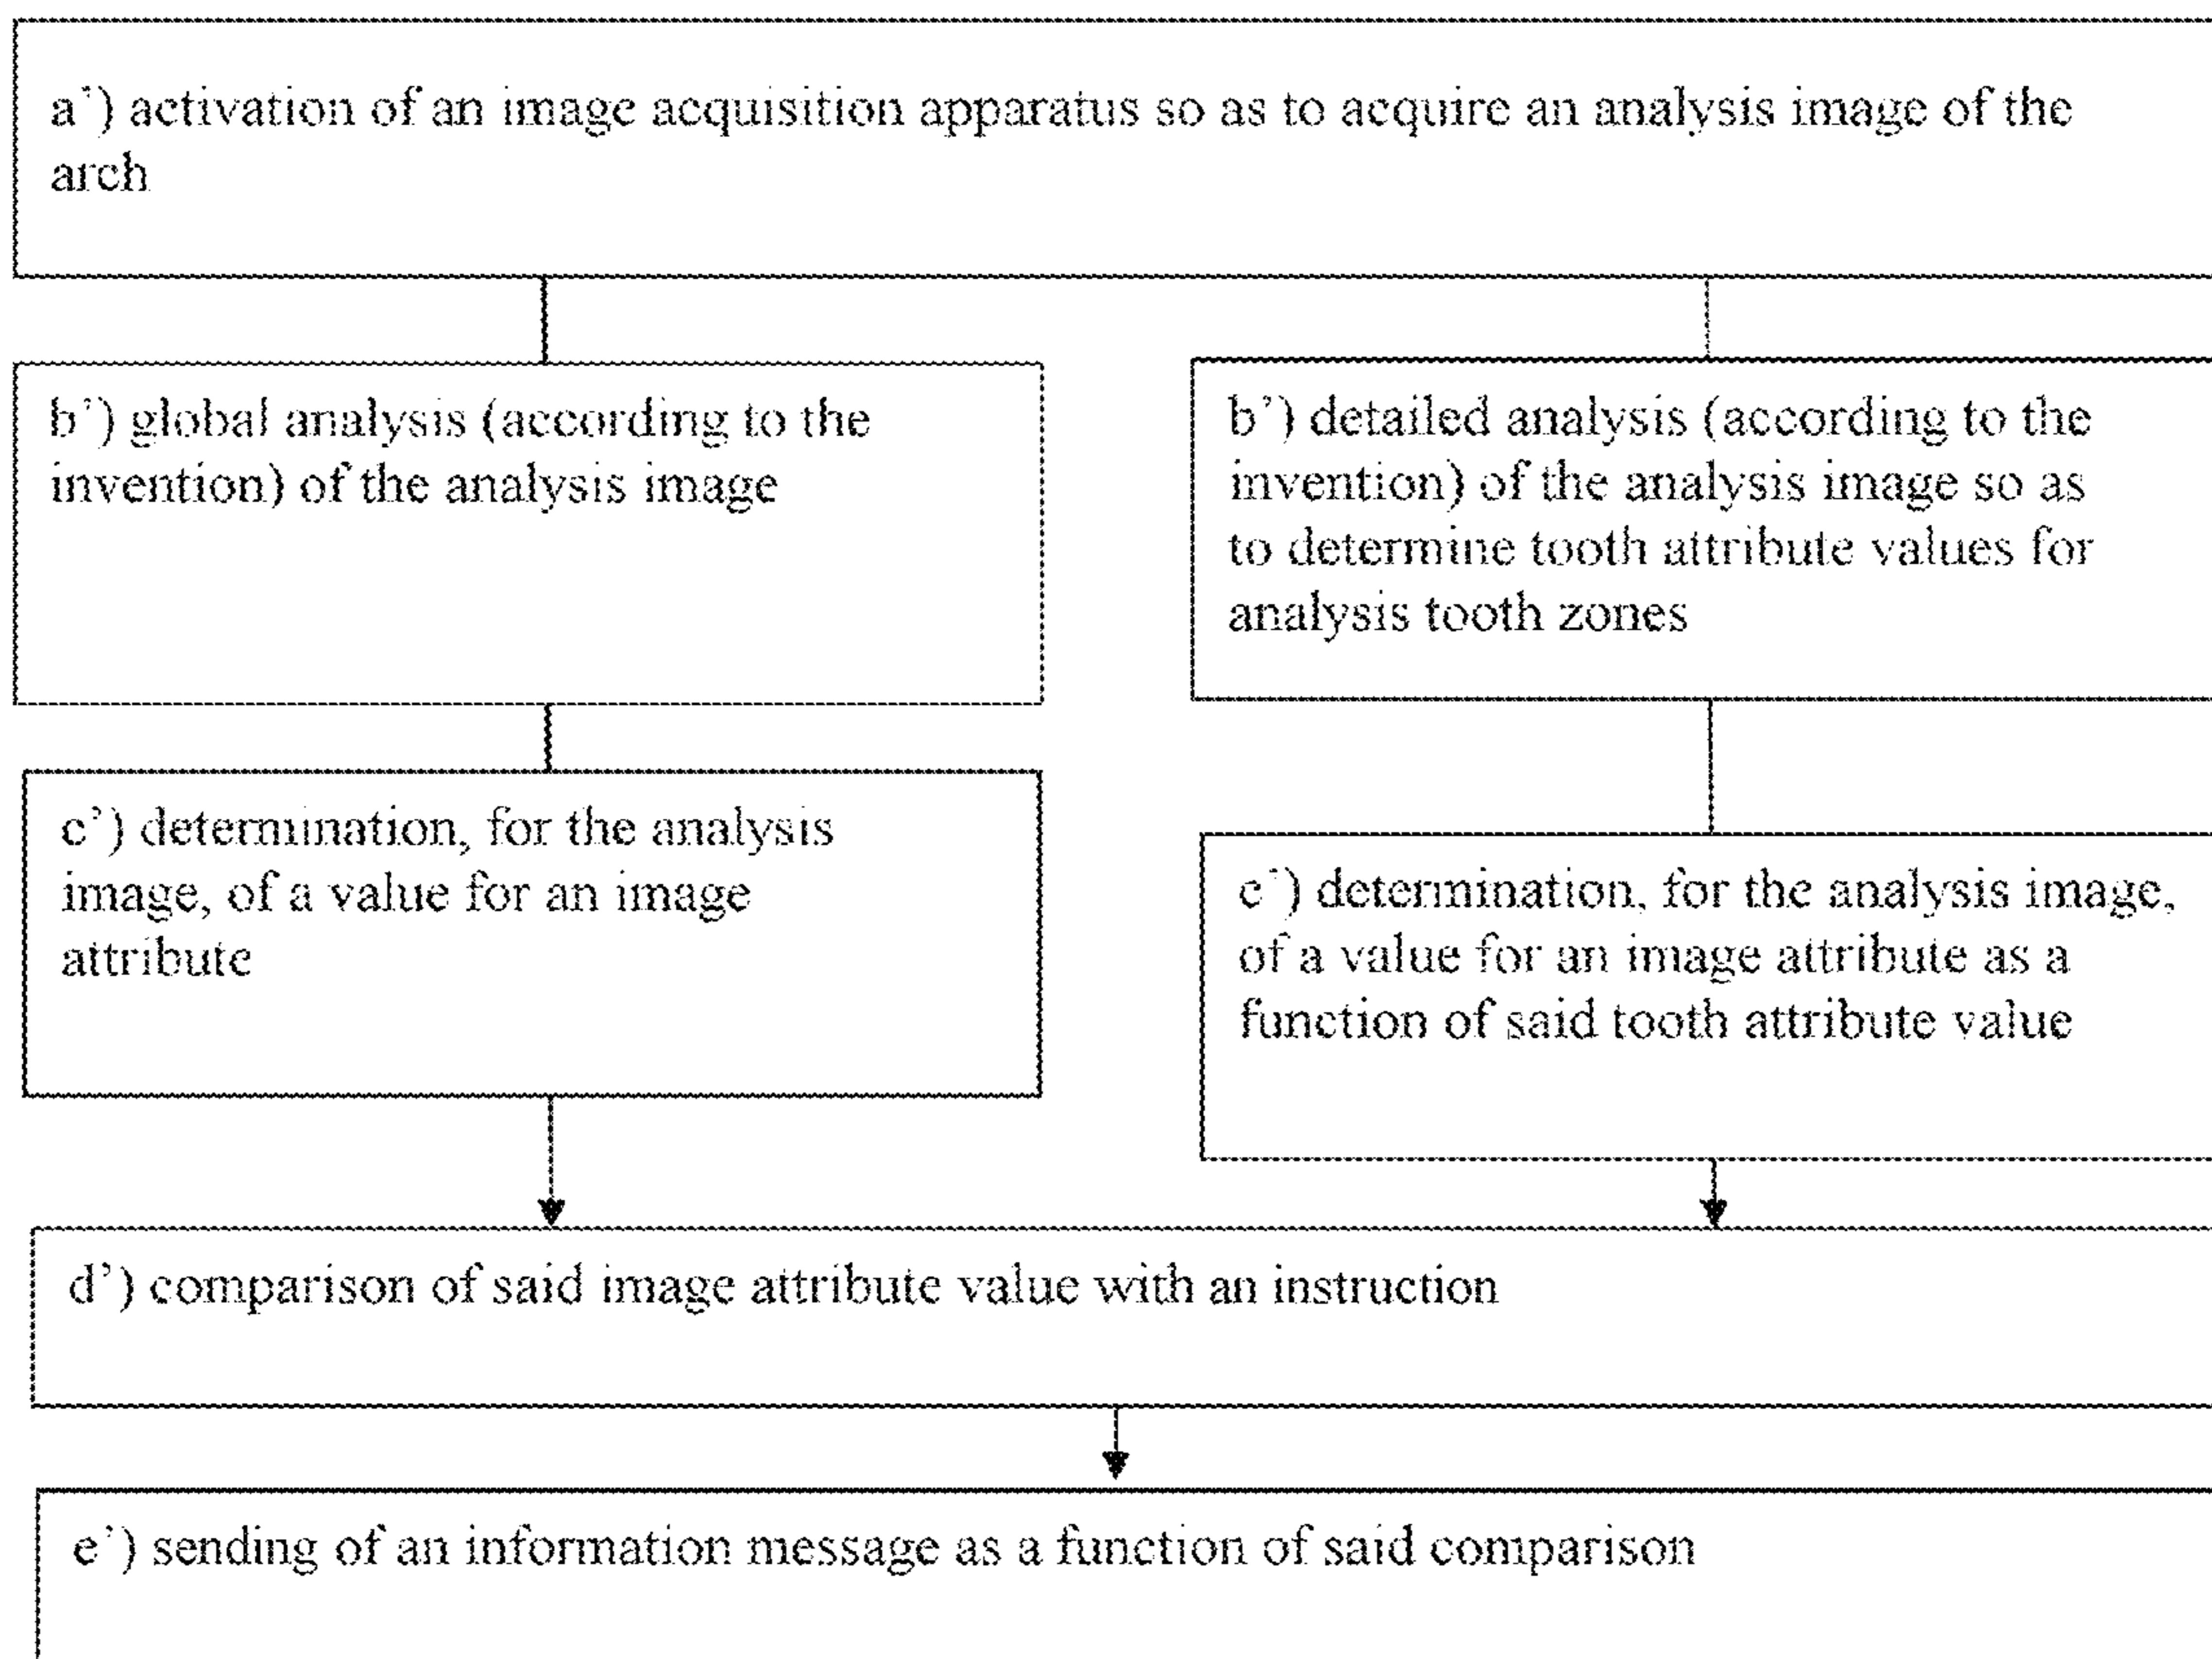 a’) activation of an image acquisition apparatus so as to acquire an analysis image of the
arch
b’) global analysis (according to the
invention) of the analysis image
b’) detailed analysis (according to the
invention) of the analysis image so as
to determine tooth attribute values for
analysis tooth zones
c’) determination, for the analysis
image, of a value for an image
attribute
c’) determination, for the analysis image,
of a value for an image attribute as a
function of said tooth attribute value
d’) comparison of said image attribute value with an instruction
e’) sending of an information message as a function of said comparison